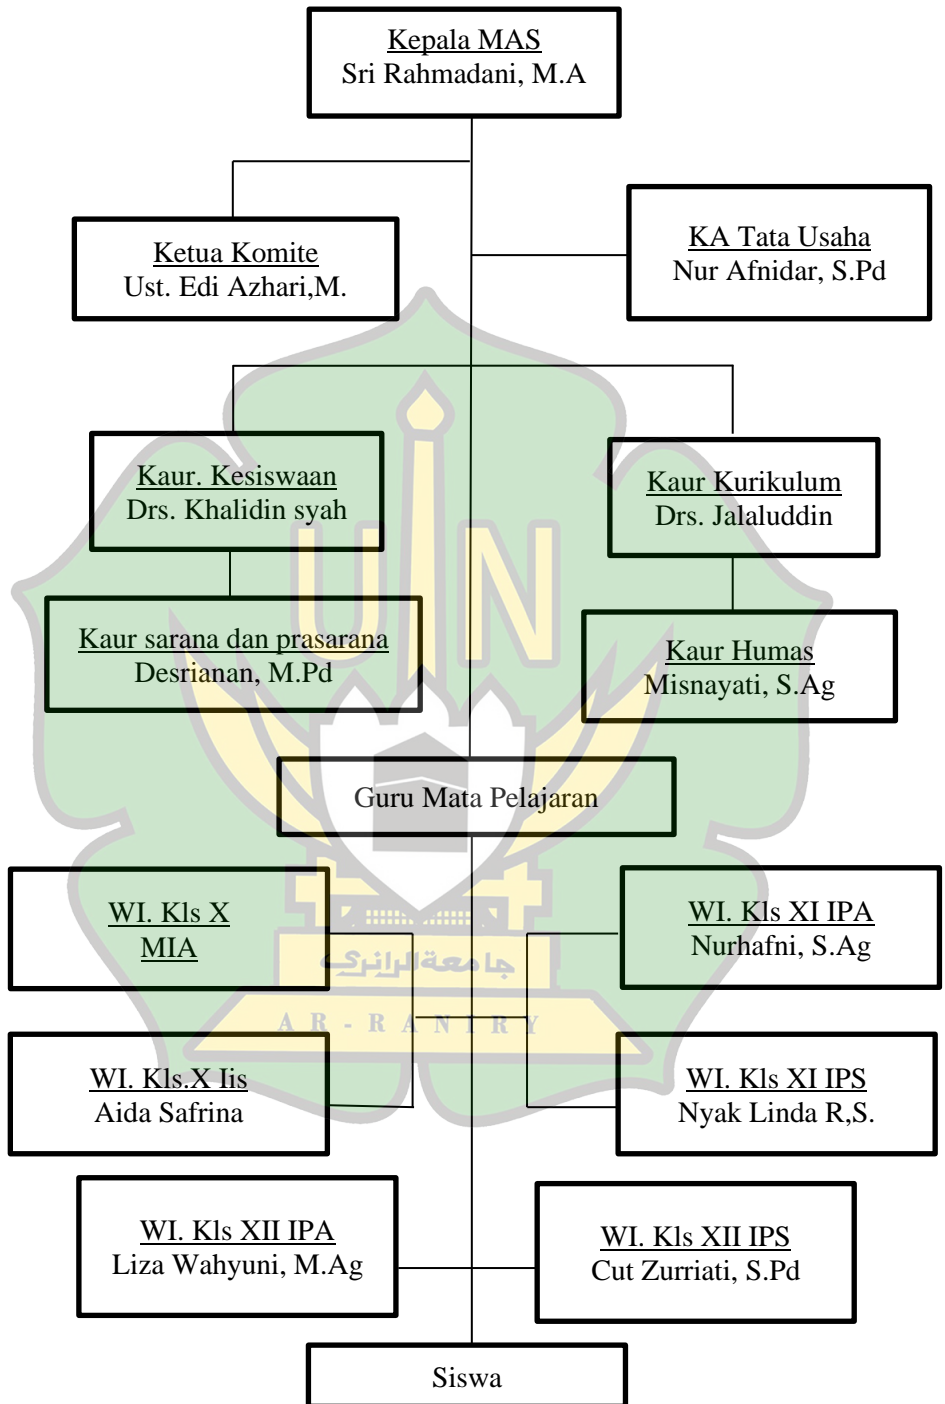 Kepala MAS
Sri Rahmadani, M.A
Ketua Komite
Ust. Edi Azhari,M.
KA Tata Usaha
Nur Afnidar, S.Pd
Kaur. Kesiswaan
Drs. Khalidin syah
Kaur Kurikulum
Drs. Jalaluddin
Kaur sarana dan prasarana
Desrianan, M.Pd
Kaur Humas
Misnayati, S.Ag
UIN
Guru Mata Pelajaran
WI. Kls X
MIA
WI. Kls XI IPA
Nurhafni, S.Ag
جامعة الرانري
AR-RANIRY
WI. Kls.X Iis
Aida Safrina
WI. Kls XI IPS
Nyak Linda R,S.
WI. Kls XII IPA
Liza Wahyuni, M.Ag
WI. Kls XII IPS
Cut Zurriati, S.Pd
Siswa